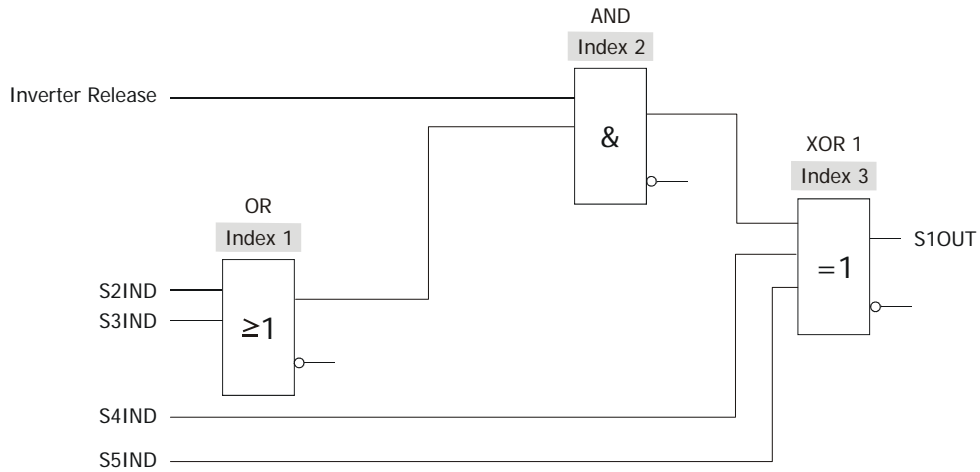 AND
Index 2
Inverter Release
&
XOR 1
Index 3
OR
Index 1
S1OUT
=1
S2IND
S3IND
≥1
S4IND
S5IND